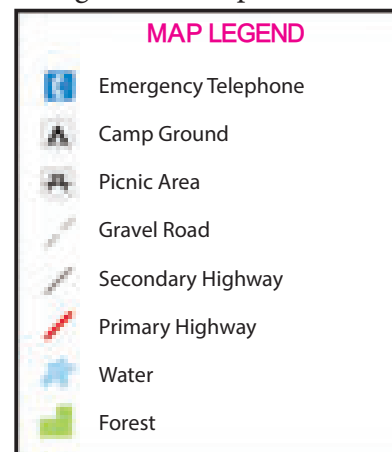 MAP LEGEND
Emergency Telephone
Camp Ground
Picnic Area
Gravel Road
Secondary Highway
Primary Highway
Water
Forest